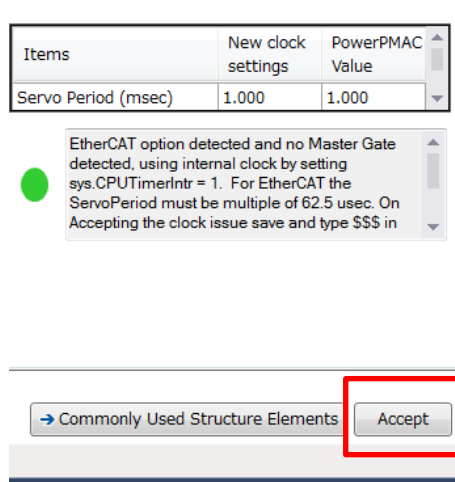 Items
New clock settings
PowerPMAC Value
Servo Period (msec) 1.000 1.000
EtherCAT option detected and no Master Gate
detected, using internal clock by setting
sys.CPUTimerIntr = 1.  For EtherCAT the
ServoPeriod must be multiple of 62.5 usec. On
Accepting the clock issue save and type $$$ in
Commonly Used Structure Elements
Accept